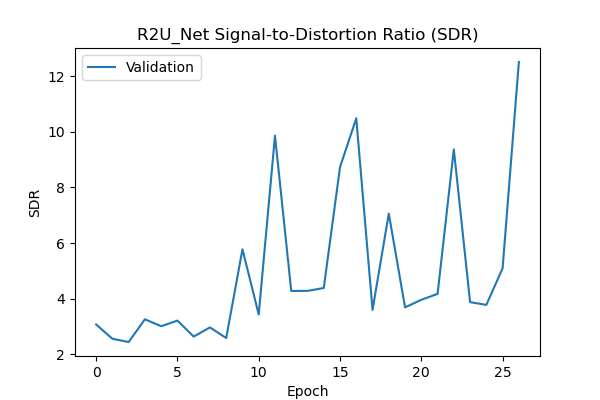 R2U_Net Signal-to-Distortion Ratio (SDR)
Validation
12
10
8
6
4
2
SDR
0 5 10 15 20 25
Epoch